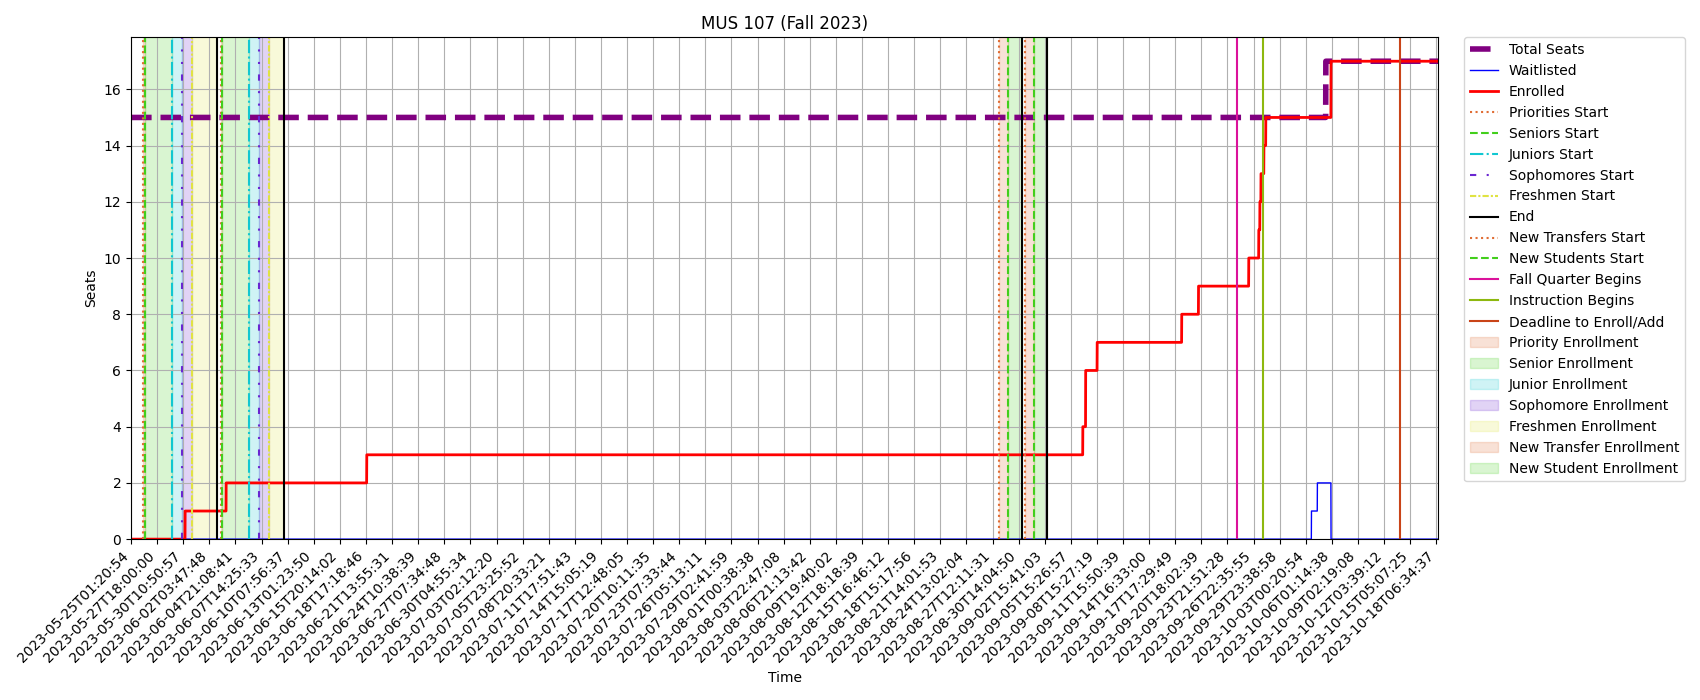 MUS 107 (Fall 2023)
Seats
16
14
12
10
8
6
4
2
0
2023-05-25T01:20:54
2023-05-27T18:00:00
2023-05-30T10:50:57
2023-06-02T03:47:48
2023-06-04T21:08:41
2023-06-07T14:25:33
2023-06-10T07:56:37
2023-06-13T01:23:50
2023-06-15T20:14:02
2023-06-18T17:18:46
2023-06-21T13:55:31
2023-06-24T10:38:39
2023-06-27T07:34:48
2023-06-30T04:55:34
2023-07-03T02:12:20
2023-07-05T23:25:52
2023-07-08T20:33:21
2023-07-11T17:51:43
2023-07-14T15:05:19
2023-07-17T12:48:05
2023-07-20T10:11:35
2023-07-23T07:33:44
2023-07-26T05:13:11
2023-07-29T02:41:59
2023-08-01T00:38:38
2023-08-03T22:47:08
2023-08-06T21:13:42
2023-08-09T19:40:02
2023-08-12T18:18:39
2023-08-15T16:46:12
2023-08-18T15:17:56
2023-08-21T14:01:53
2023-08-24T13:02:04
2023-08-27T12:11:31
2023-08-30T14:04:50
2023-09-02T15:41:03
2023-09-05T15:26:57
2023-09-08T15:27:19
2023-09-11T15:50:39
2023-09-14T16:33:00
2023-09-17T17:29:49
2023-09-20T18:02:39
2023-09-23T21:51:28
2023-09-26T22:35:55
2023-09-29T23:38:58
2023-10-03T00:20:54
2023-10-06T01:14:38
2023-10-09T02:19:08
2023-10-12T03:39:12
2023-10-15T05:07:25
2023-10-18T06:34:37
Time
Total Seats
Waitlisted
Enrolled
Priorities Start
Seniors Start
Juniors Start
Sophomores Start
Freshmen Start
End
New Transfers Start
New Students Start
Fall Quarter Begins
Instruction Begins
Deadline to Enroll/Add
Priority Enrollment
Senior Enrollment
Junior Enrollment
Sophomore Enrollment
Freshmen Enrollment
New Transfer Enrollment
New Student Enrollment